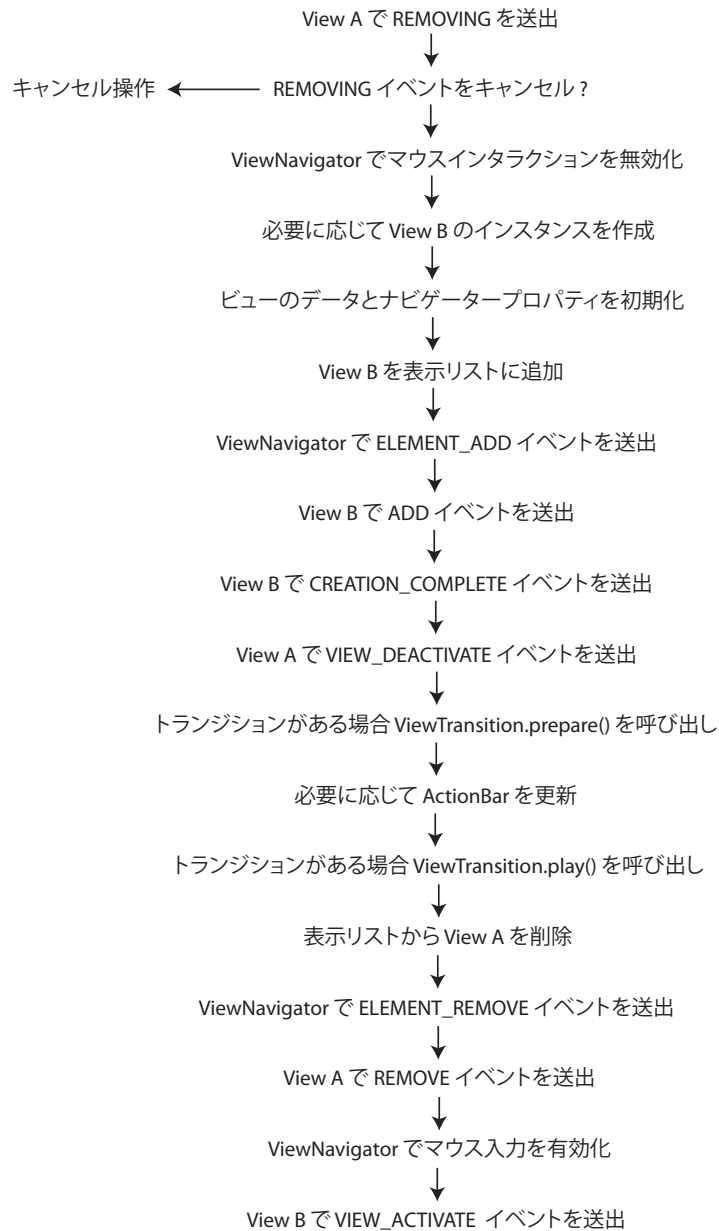 View A で REMOVING を送出
キャンセル操作
REMOVING イベントをキャンセル ?
ViewNavigator でマウスインタラクションを無効化
必要に応じて View B のインスタンスを作成
ビューのデータとナビゲータープロパティを初期化
View B を表示リストに追加
ViewNavigator で ELEMENT_ADD イベントを送出
View B で ADD イベントを送出
View B で CREATION_COMPLETE イベントを送出
View A で VIEW_DEACTIVATE イベントを送出
トランジションがある場合 ViewTransition.prepare() を呼び出し
必要に応じて ActionBar を更新
トランジションがある場合 ViewTransition.play() を呼び出し
表示リストから View A を削除
ViewNavigator で ELEMENT_REMOVE イベントを送出
View A で REMOVE イベントを送出
ViewNavigator でマウス入力を有効化
View B で VIEW_ACTIVATE イベントを送出